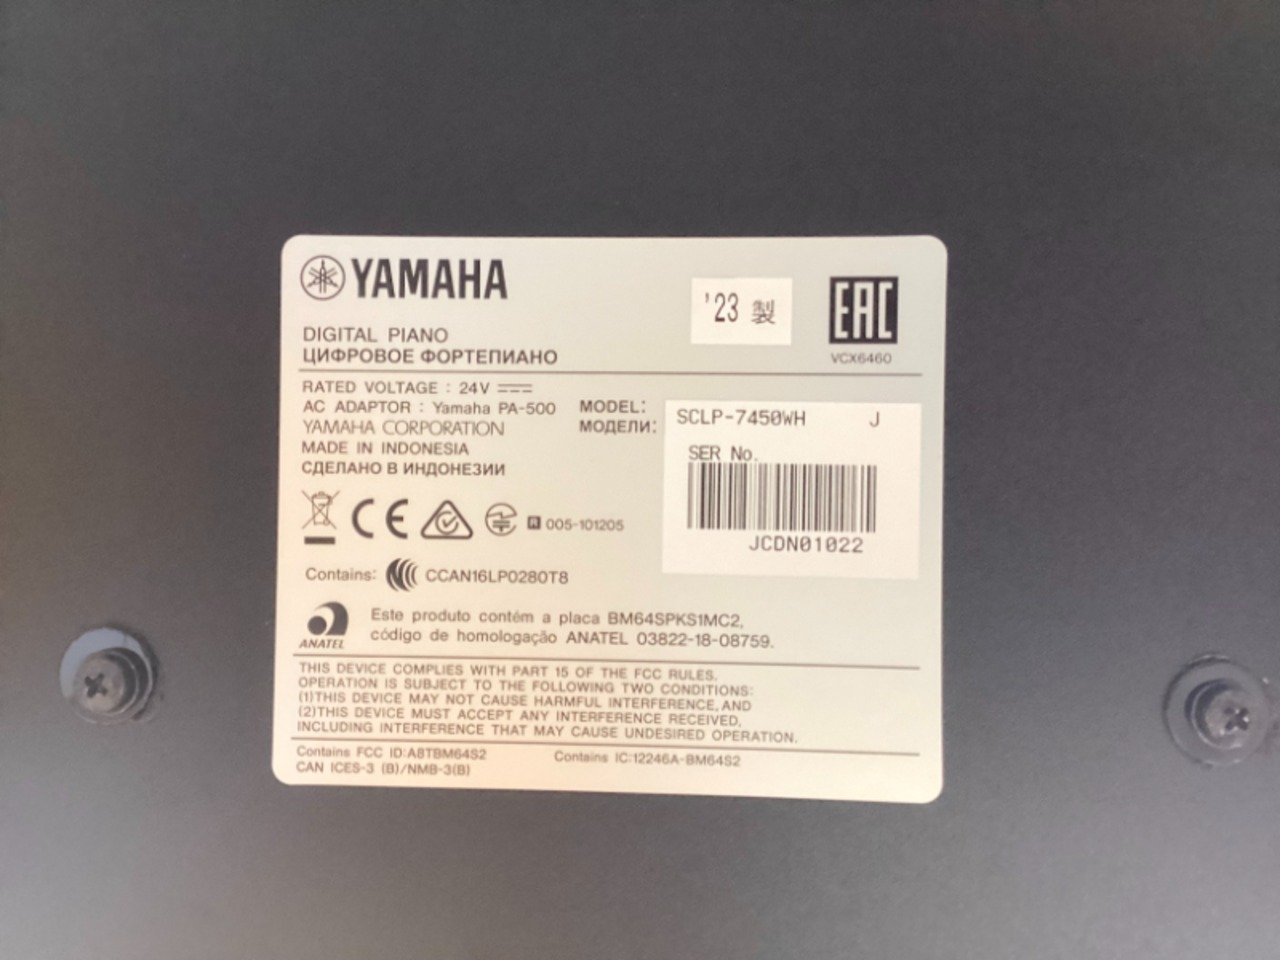 YAMAHA
'23 製
EAC
VCX6460
DIGITAL PIANO
ЦИФРОВОЕ ФОРТЕПИАНО
RATED VOLTAGE : 24V
AC ADAPTOR : Yamaha PA-500
YAMAHA CORPORATION
MADE IN INDONESIA
СДЕЛАНО В ИНДОНЕЗИИ
MODEL:
МОДЕЛИ:
SCLP-7450WH J
SER No.
JCDN01022
CE
R 005-101205
Contains: CCAN16LP0280T8
ANATEL
Este produto contém a placa BM64SPKS1MC2,
código de homologação ANATEL 03822-18-08759.
THIS DEVICE COMPLIES WITH PART 15 OF THE FCC RULES.
OPERATION IS SUBJECT TO THE FOLLOWING TWO CONDITIONS:
(1)THIS DEVICE MAY NOT CAUSE HARMFUL INTERFERENCE, AND
(2)THIS DEVICE MUST ACCEPT ANY INTERFERENCE RECEIVED,
INCLUDING INTERFERENCE THAT MAY CAUSE UNDESIRED OPERATION.
Contains FCC ID:A8TBM64S2 Contains IC:12246A-BM64S2
CAN ICES-3 (B)/NMB-3(B)